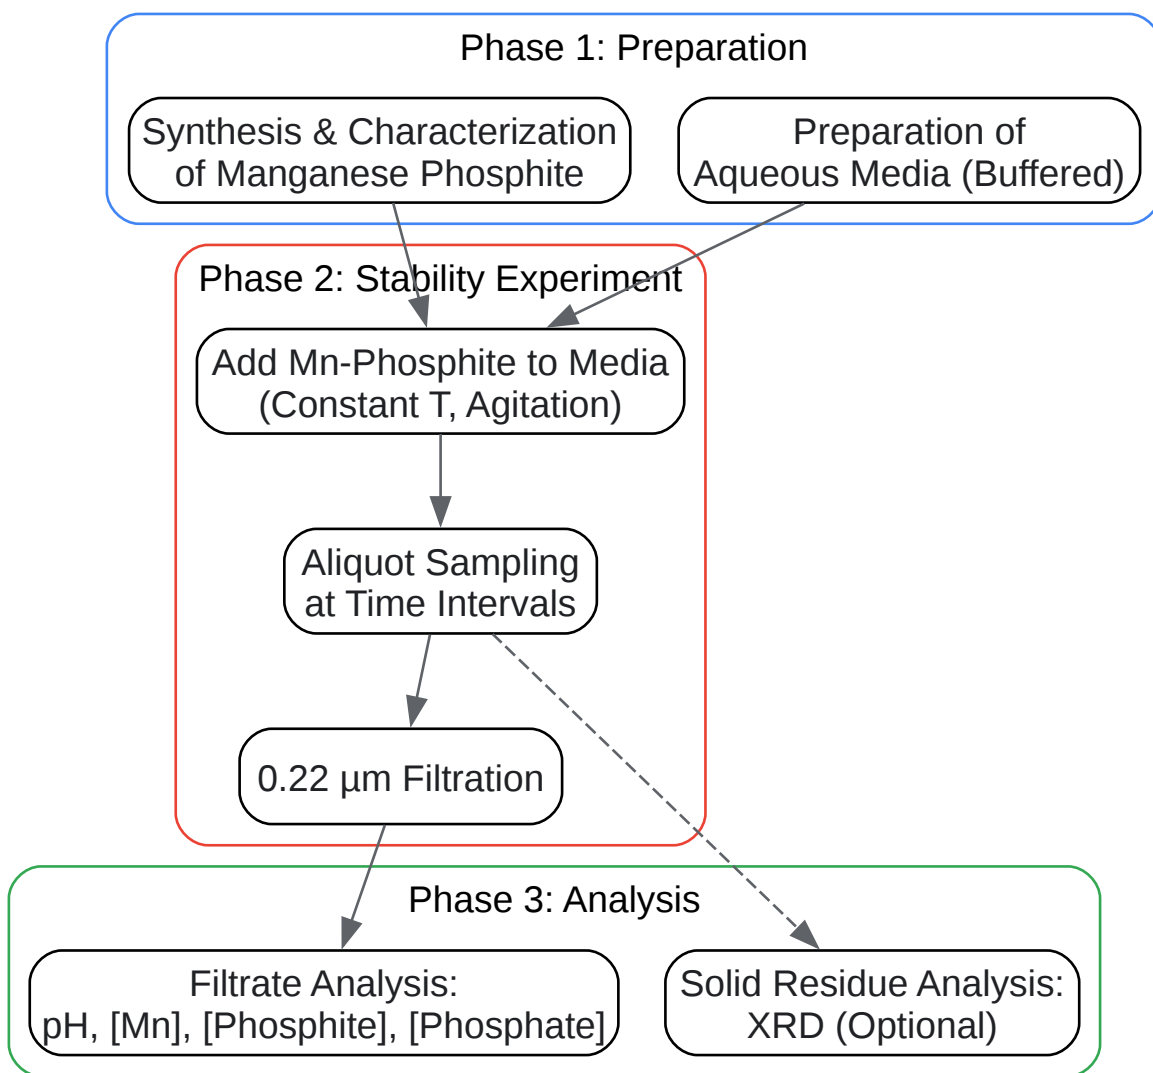 Phase 1: Preparation
Synthesis & Characterization
of Manganese Phosphite
Preparation of
Aqueous Media (Buffered)
Phase 2: Stability Experiment
Add Mn-Phosphite to Media
(Constant T, Agitation)
Aliquot Sampling
at Time Intervals
0.22 µm Filtration
Phase 3: Analysis
Filtrate Analysis:
pH, [Mn], [Phosphite], [Phosphate]
Solid Residue Analysis:
XRD (Optional)